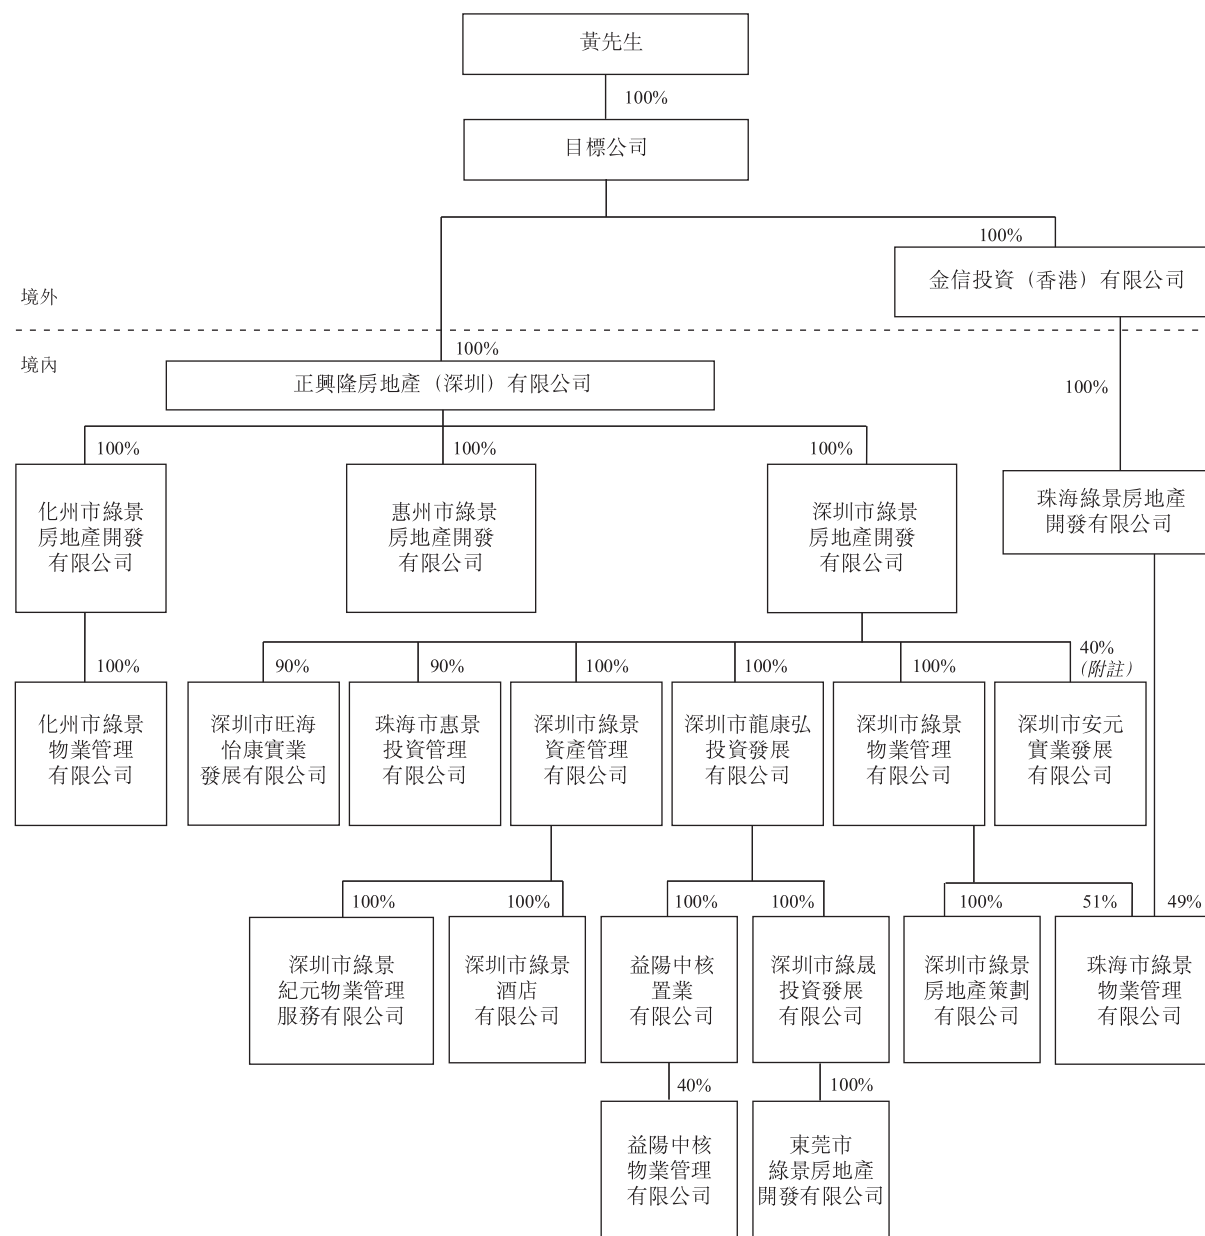 黃先生
100%
目標公司
100%
金信投資（香港）有限公司
境外
境內
100%
正興隆房地產（深圳）有限公司
100%
100%
100%
100%
化州市綠景
房地產開發
有限公司
惠州市綠景
房地產開發
有限公司
深圳市綠景
房地產開發
有限公司
珠海綠景房地產
開發有限公司
100%
90%
90%
100%
100%
100%
40%
（附註）
化州市綠景
物業管理
有限公司
深圳市旺海
怡康實業
發展有限公司
珠海市惠景
投資管理
有限公司
深圳市綠景
資產管理
有限公司
深圳市龍康弘
投資發展
有限公司
深圳市綠景
物業管理
有限公司
深圳市安元
實業發展
有限公司
100%
100%
100%
100%
100%
51%
49%
深圳市綠景
紀元物業管理
服務有限公司
深圳市綠景
酒店
有限公司
益陽中核
置業
有限公司
深圳市綠晟
投資發展
有限公司
深圳市綠景
房地產策劃
有限公司
珠海市綠景
物業管理
有限公司
40%
100%
益陽中核
物業管理
有限公司
東莞市
綠景房地產
開發有限公司